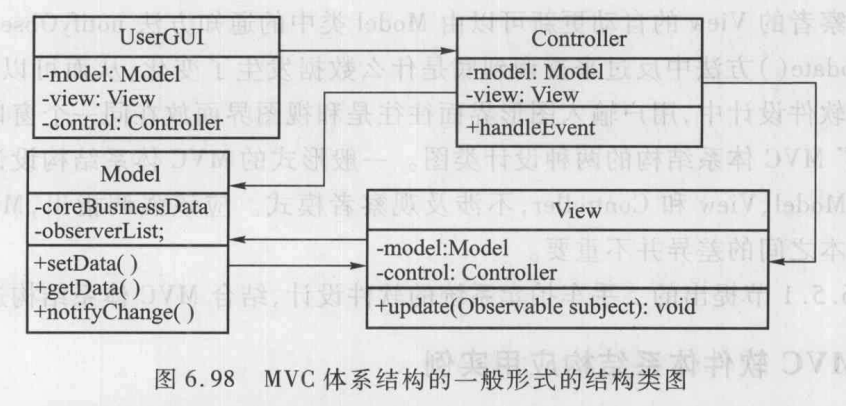 UserGUI
-model: Model
-view: View
-control: Controller
Controller
-model: Model
-view: View
+handleEvent
Model
-coreBusinessData
-observerList;
+setData( )
+getData( )
+notifyChange( )
View
-model:Model
-control: Controller
+update(Observable subject): void
图 6.98 MVC 体系结构的一般形式的结构类图